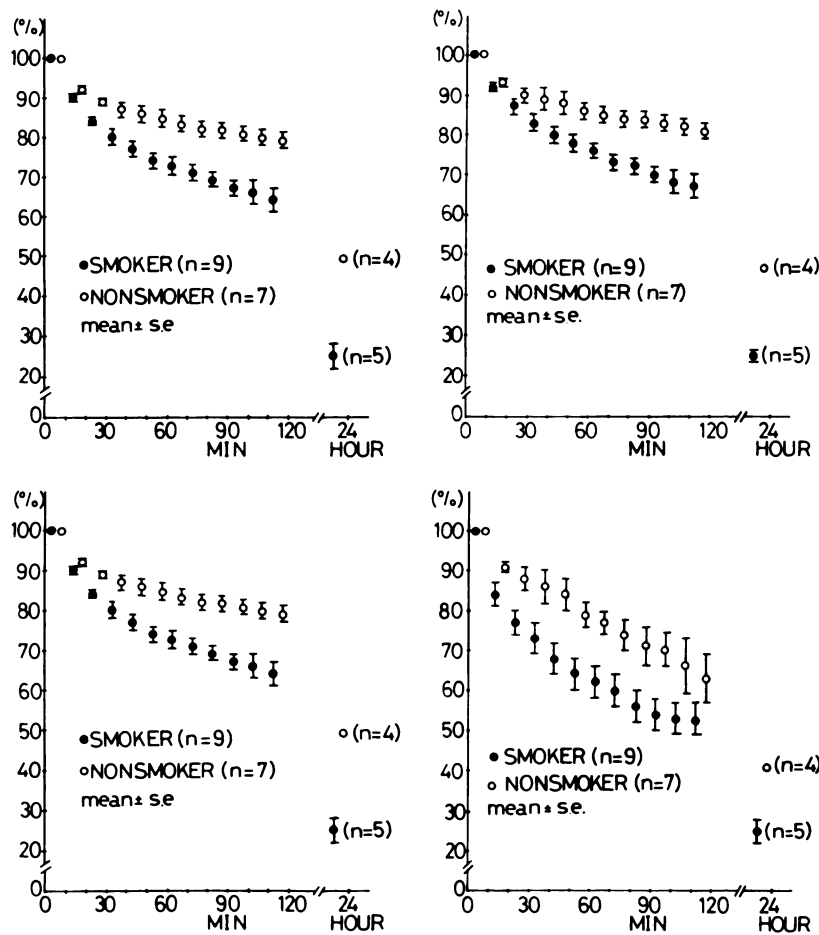 (%)
100
90
80
70
60
50
40
30
20
0
●SMOKER (n=9)
○NONSMOKER (n=7)
mean± s.e
(n=4)
(n=5)
0 30 60 90 120 24
MIN HOUR
(%)
100
90
80
70
60
50
40
30
20
0
● SMOKER (n=9)
○ NONSMOKER (n=7)
mean±s.e.
(n=4)
(n=5)
0 30 60 90 120 24
MIN HOUR
(%)
100
90
80
70
60
50
40
30
20
0
●SMOKER (n=9)
○NONSMOKER (n=7)
mean± s.e
(n=4)
(n=5)
0 30 60 90 120 24
MIN HOUR
(%)
100
90
80
70
60
50
40
30
20
0
● SMOKER (n=9)
○ NONSMOKER (n=7)
mean ± s.e.
(n=4)
(n=5)
0 30 60 90 120 24
MIN HOUR